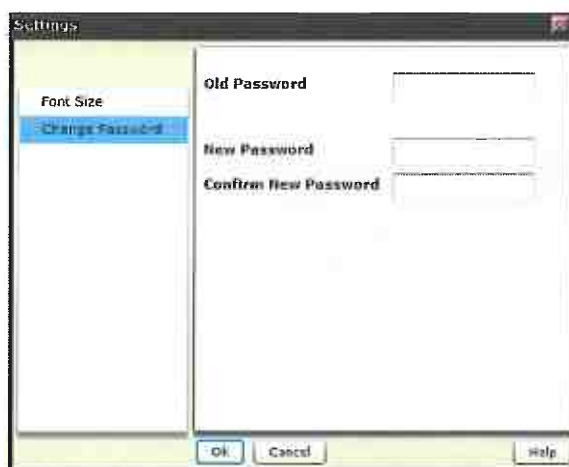 Settings
Font Size
Change Password
Old Password
New Password
Confirm New Password
Ok Cancel Help